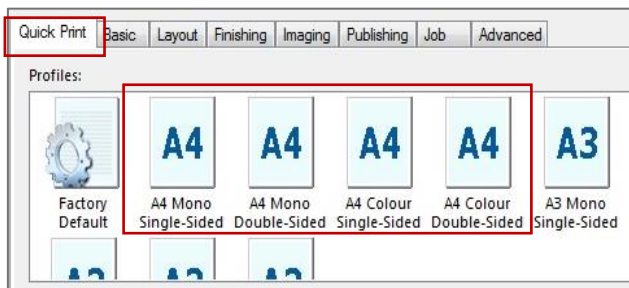 Quick Print Basic Layout Finishing Imaging Publishing Job Advanced
Profiles:
A4 A4 A4 A4 A3
Factory A4 Mono A4 Mono A4 Colour A4 Colour A3 Mono
Default Single-Sided Double-Sided Single-Sided Double-Sided Single-Sided